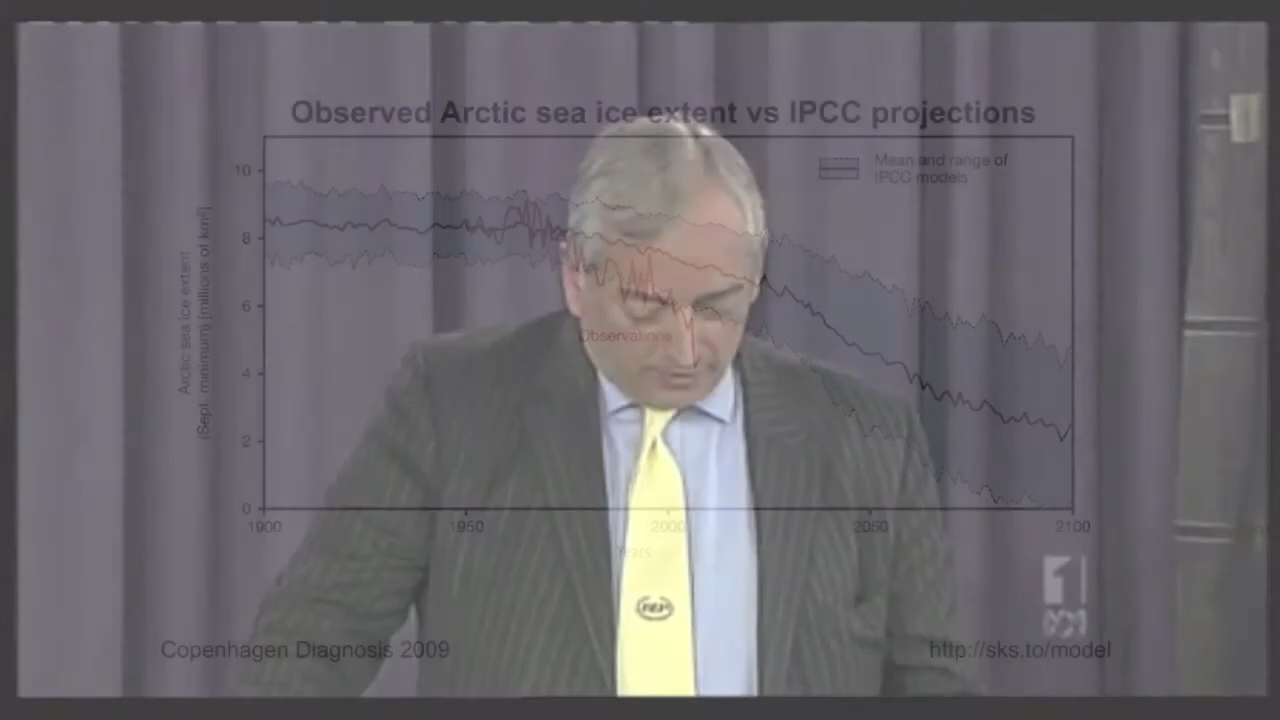 Observed Arctic sea ice extent vs IPCC projections
Mean and range of
IPCC models
Arctic sea ice extent
(Sept. minimum) [millions of km²]
10
8
6
4
2
0
Observations
1900
1950
2000
2050
2100
Years
1
Copenhagen Diagnosis 2009
http://sks.to/model